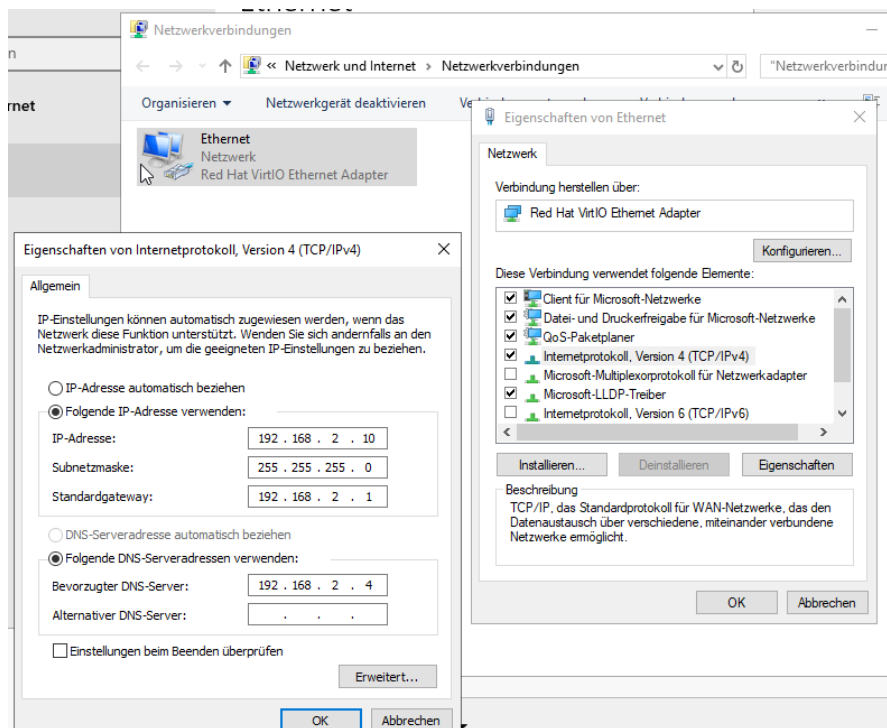 Netzwerkverbindungen
« Netzwerk und Internet › Netzwerkverbindungen
"Netzwerkverbindur
n
rnet
Organisieren
Netzwerkgerät deaktivieren
Ethernet
Netzwerk
Red Hat VirtIO Ethernet Adapter
Eigenschaften von Ethernet
Netzwerk
Verbindung herstellen über:
Red Hat VirtIO Ethernet Adapter
Konfigurieren...
Diese Verbindung verwendet folgende Elemente:
Client für Microsoft-Netzwerke
Datei- und Druckerfreigabe für Microsoft-Netzwerke
QoS-Paketplaner
Internetprotokoll, Version 4 (TCP/IPv4)
Microsoft-Multiplexorprotokoll für Netzwerkadapter
Microsoft-LLDP-Treiber
Internetprotokoll, Version 6 (TCP/IPv6)
Installieren...
Deinstallieren
Eigenschaften
Beschreibung
TCP/IP, das Standardprotokoll für WAN-Netzwerke, das den
Datenaustausch über verschiedene, miteinander verbundene
Netzwerke ermöglicht.
OK
Abbrechen
Eigenschaften von Internetprotokoll, Version 4 (TCP/IPv4)
Allgemein
IP-Einstellungen können automatisch zugewiesen werden, wenn das
Netzwerk diese Funktion unterstützt. Wenden Sie sich andernfalls an den
Netzwerkadministrator, um die geeigneten IP-Einstellungen zu beziehen.
IP-Adresse automatisch beziehen
Folgende IP-Adresse verwenden:
IP-Adresse: 192 . 168 . 2 . 10
Subnetzmaske: 255 . 255 . 255 . 0
Standardgateway: 192 . 168 . 2 . 1
DNS-Serveradresse automatisch beziehen
Folgende DNS-Serveradressen verwenden:
Bevorzugter DNS-Server: 192 . 168 . 2 . 4
Alternativer DNS-Server: . . .
Einstellungen beim Beenden überprüfen
Erweitert...
OK
Abbrechen